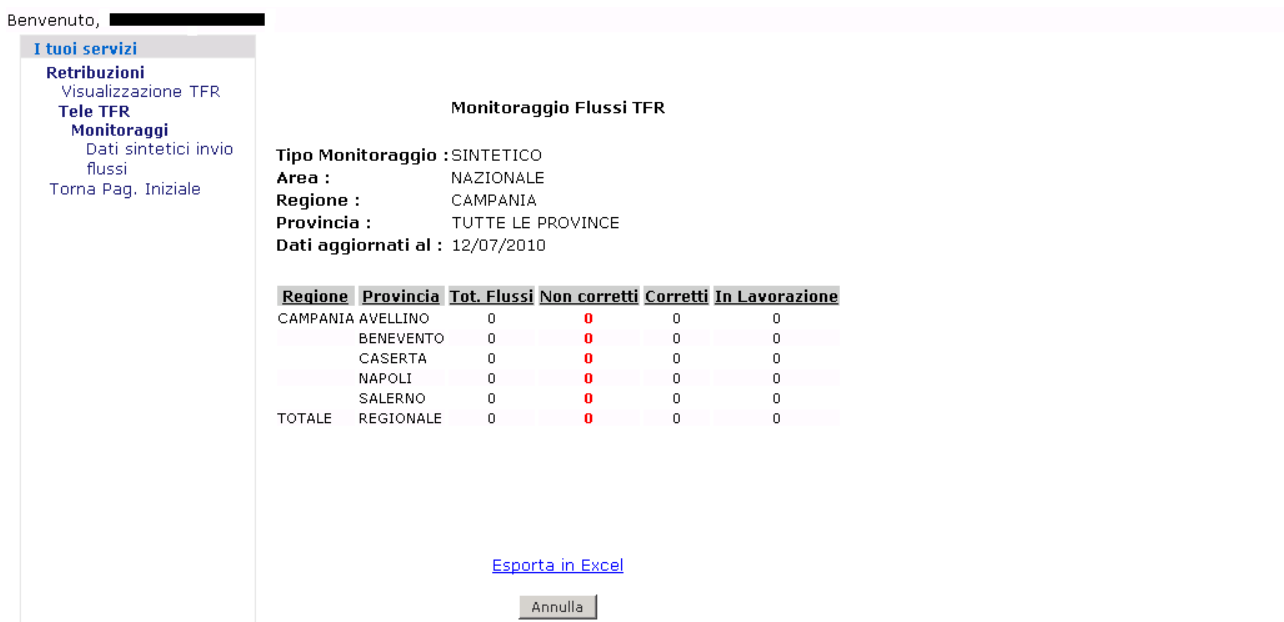 Benvenuto,
I tuoi servizi
Retribuzioni
Visualizzazione TFR
Tele TFR
Monitoraggi
Dati sintetici invio
flussi
Torna Pag. Iniziale
Monitoraggio Flussi TFR
Tipo Monitoraggio : SINTETICO
Area : NAZIONALE
Regione : CAMPANIA
Provincia : TUTTE LE PROVINCE
Dati aggiornati al : 12/07/2010
Regione Provincia Tot. Flussi Non corretti Corretti In Lavorazione
CAMPANIA AVELLINO 0 0 0 0
BENEVENTO 0 0 0 0
CASERTA 0 0 0 0
NAPOLI 0 0 0 0
SALERNO 0 0 0 0
TOTALE REGIONALE 0 0 0 0
Esporta in Excel
Annulla